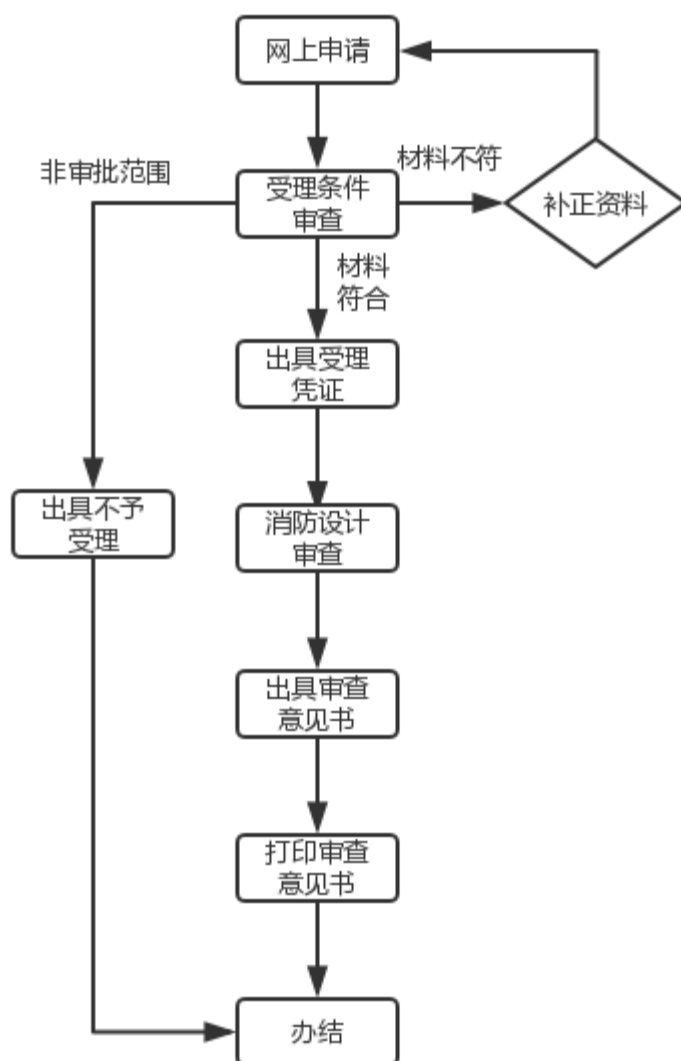 网上申请
非审批范围
材料不符
受理条件
审查
补正资料
材料
符合
出具受理
凭证
出具不予
受理
消防设计
审查
出具审查
意见书
打印审查
意见书
办结